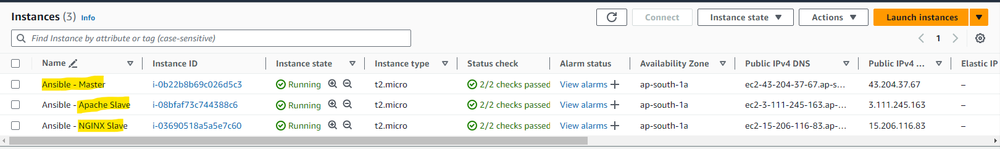 Instances (3) Info Connect Instance state Actions Launch instances
Find Instance by attribute or tag (case-sensitive) 1
Name Instance ID Instance state Instance type Status check Alarm status Availability Zone Public IPv4 DNS Public IPv4 ... Elastic IP
Ansible - Master i-0b22b8b69c026d5c3 Running t2.micro 2/2 checks passed View alarms ap-south-1a ec2-43-204-37-67.ap-s... 43.204.37.67 –
Ansible - Apache Slave i-08bfaf73c744388c6 Running t2.micro 2/2 checks passed View alarms ap-south-1a ec2-3-111-245-163.ap-... 3.111.245.163 –
Ansible - NGINX Slave i-03690518a5a5e7c60 Running t2.micro 2/2 checks passed View alarms ap-south-1a ec2-15-206-116-83.ap-... 15.206.116.83 –